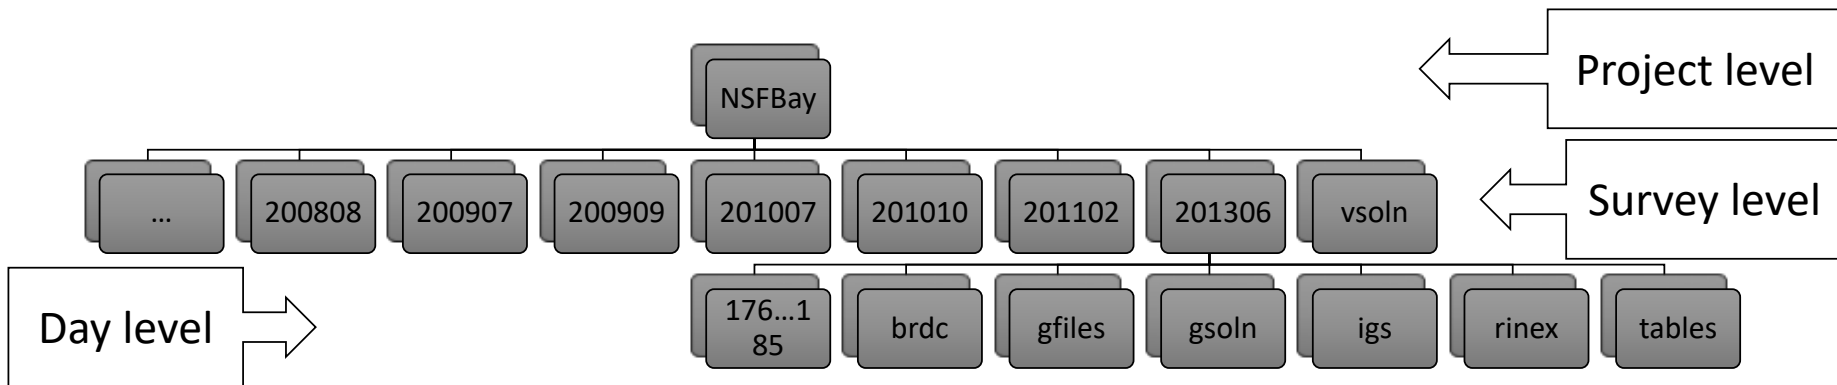 NSFBay
Project level
...
200808
200907
200909
201007
201010
201102
201306
vsoln
Survey level
Day level
176...1
85
brdc
gfiles
gsoln
igs
rinex
tables